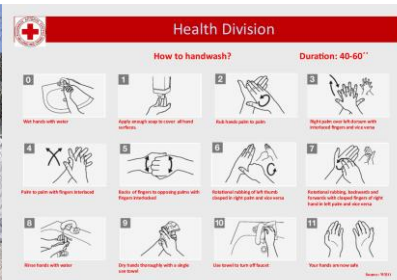 Health Division
How to handwash?
Duration: 40-60´´
0
Wet hands with water
1
Apply enough soap to cover all hand
surfaces.
2
Rub hands palm to palm
3
Right palm over left dorsum with
interlaced fingers and vice versa
4
Palm to palm with fingers interlaced
5
Backs of fingers to opposing palms with
fingers interlocked
6
Rotational rubbing of left thumb
clasped in right palm and vice versa
7
Rotational rubbing, backwards and
forwards with clasped fingers of right
hand in left palm and vice versa
8
Rinse hands with water
9
Dry hands thoroughly with a single
use towel
10
Use towel to turn off faucet
11
Your hands are now safe